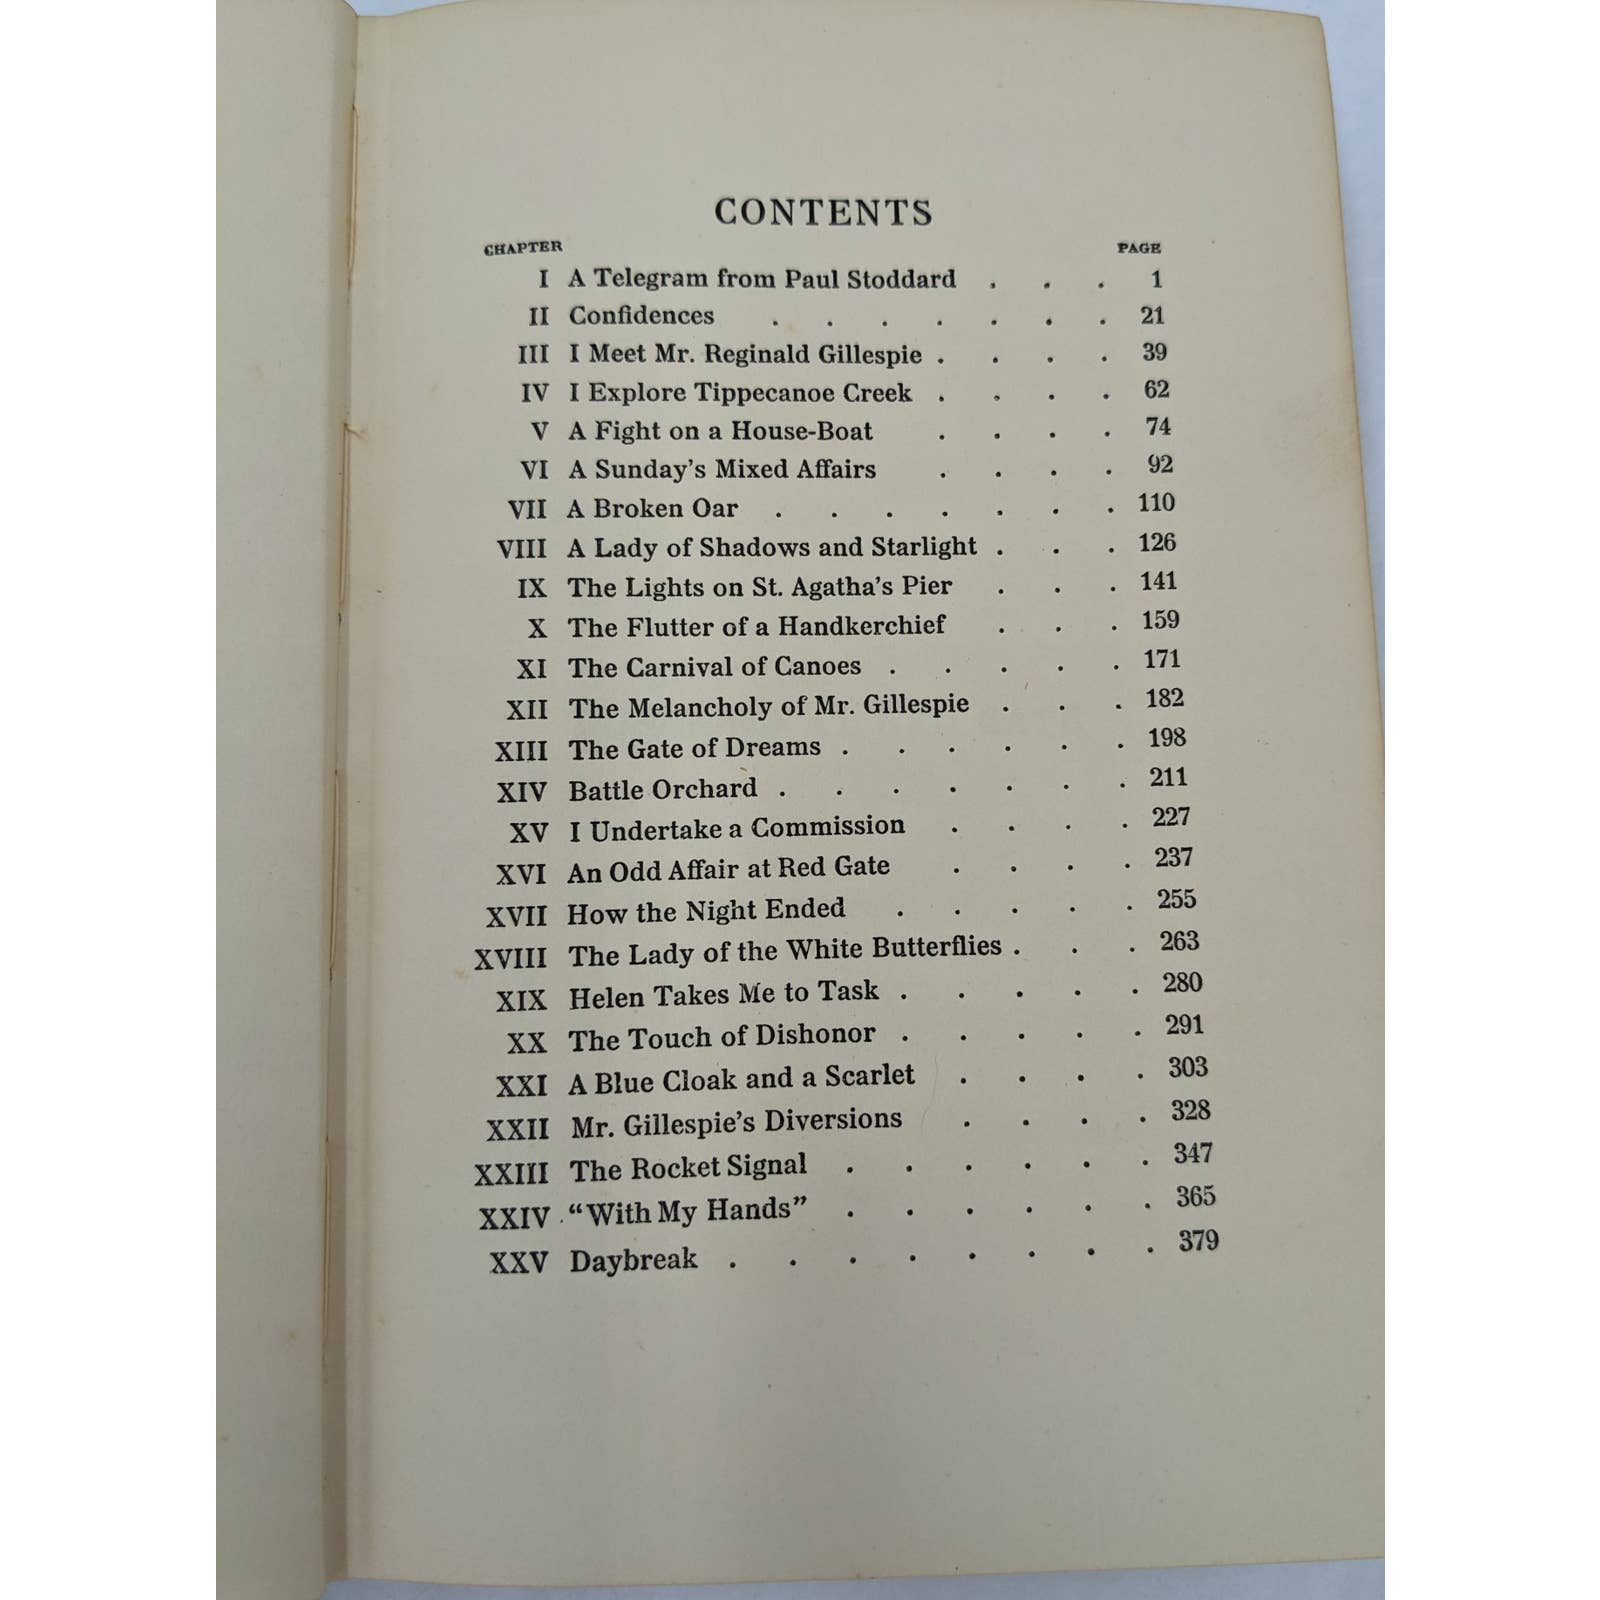 CONTENTS
CHAPTER PAGE
I A Telegram from Paul Stoddard . . . 1
II Confidences . . . . . . . 21
III I Meet Mr. Reginald Gillespie . . . . 39
IV I Explore Tippecanoe Creek . . . . 62
V A Fight on a House-Boat . . . . 74
VI A Sunday's Mixed Affairs . . . . 92
VII A Broken Oar . . . . . . . 110
VIII A Lady of Shadows and Starlight . . . 126
IX The Lights on St. Agatha's Pier . . . 141
X The Flutter of a Handkerchief . . . 159
XI The Carnival of Canoes . . . . . 171
XII The Melancholy of Mr. Gillespie . . . 182
XIII The Gate of Dreams . . . . . . 198
XIV Battle Orchard . . . . . . . 211
XV I Undertake a Commission . . . . 227
XVI An Odd Affair at Red Gate . . . . 237
XVII How the Night Ended . . . . . 255
XVIII The Lady of the White Butterflies . . . 263
XIX Helen Takes Me to Task . . . . . 280
XX The Touch of Dishonor . . . . . 291
XXI A Blue Cloak and a Scarlet . . . . 303
XXII Mr. Gillespie's Diversions . . . . 328
XXIII The Rocket Signal . . . . . . 347
XXIV "With My Hands" . . . . . . 365
XXV Daybreak . . . . . . . . 379